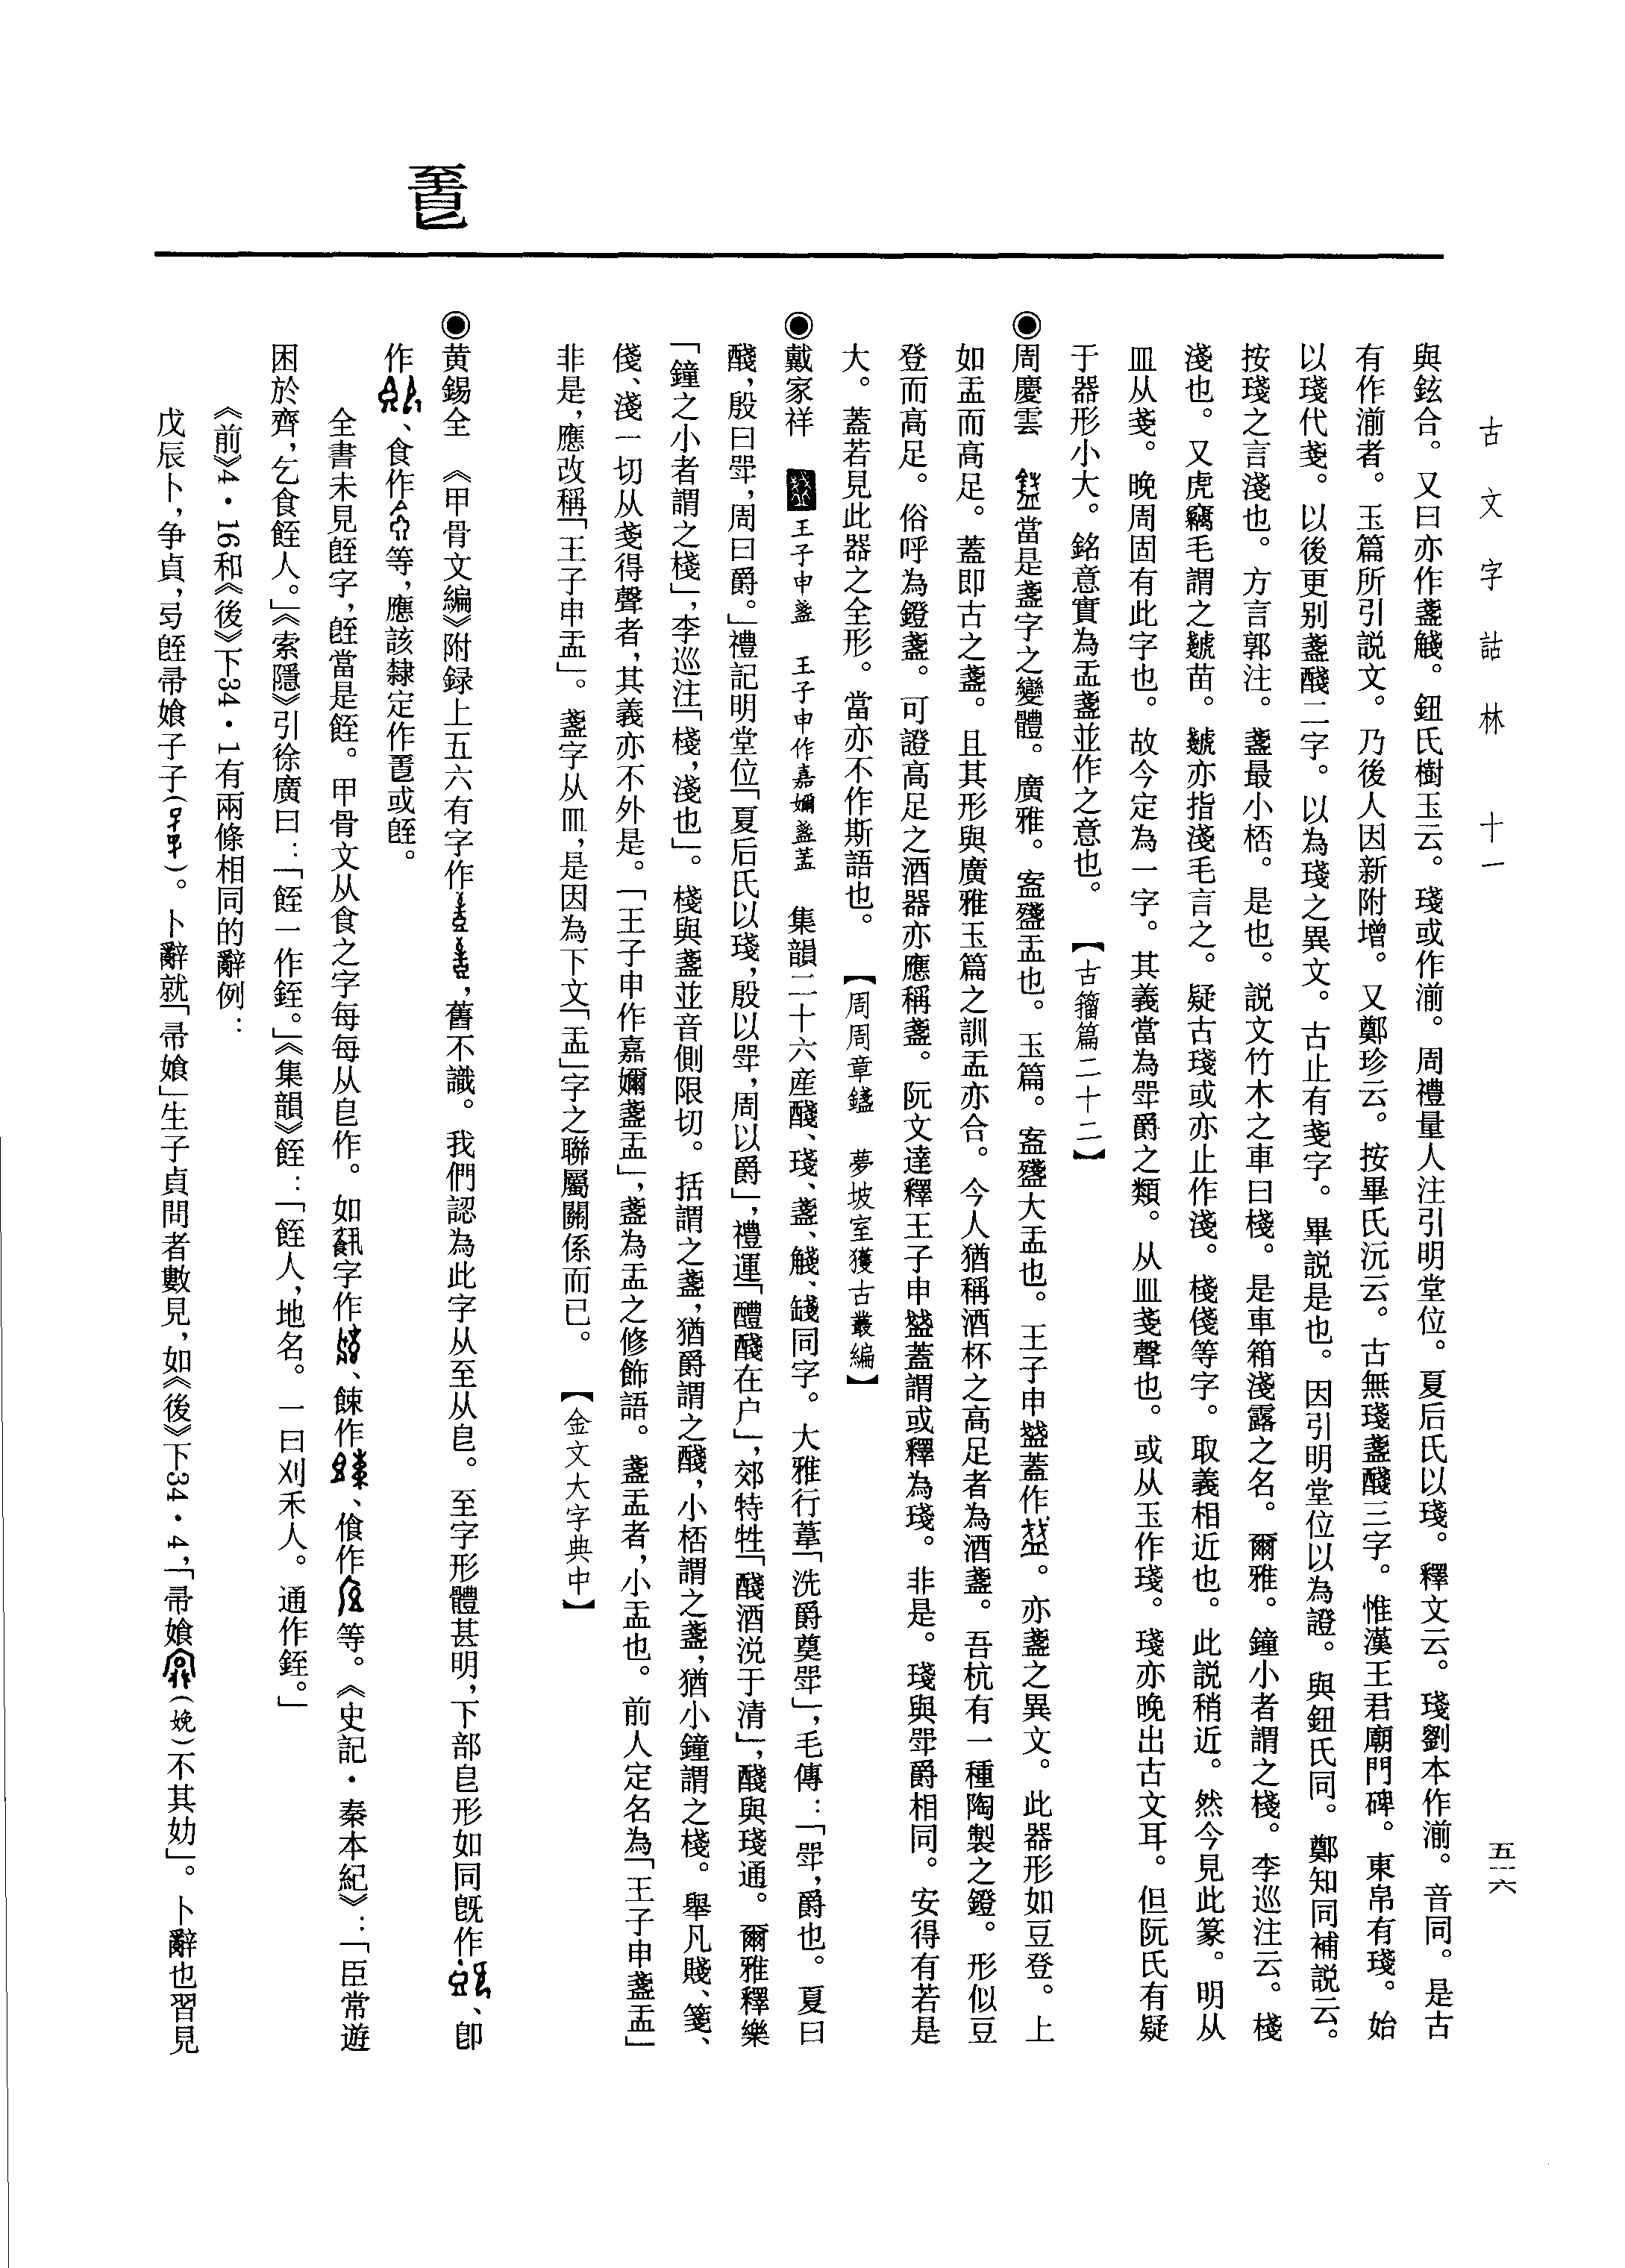 古文字詁林　十一
五一六
與鉉合。又曰亦作盞觴。鈕氏樹玉云。琖或作湔。周禮量人注引明堂位。夏后氏以琖。釋文云。琖劉本作湔。音同。是古
有作湔者。玉篇所引説文。乃後人因新附增。又鄭珍云。按畢氏沅云。古無琖盞醆三字。惟漢王君廟門碑。束帛有琖。始
以琖代戔。以後更别盞醆二字。以為琖之異文。古止有戔字。畢説是也。因引明堂位以為證。與鈕氏同。鄭知同補説云。
按琖之言淺也。方言郭注。盞最小桮。是也。説文竹木之車曰棧。是車箱淺露之名。爾雅。鐘小者謂之棧。李巡注云。棧
淺也。又虎竊毛謂之虦苗。虦亦指淺毛言之。疑古琖或亦止作淺。棧俴等字。取義相近也。此説稍近。然今見此篆。明从
皿从戔。晚周固有此字也。故今定為一字。其義當為斝爵之類。从皿戔聲也。或从玉作琖。琖亦晚出古文耳。但阮氏有疑
于器形小大。銘意實為盂盞並作之意也。　【古籀篇二十二】
◉周慶雲　當是盞字之變體。廣雅。盌盂也。玉篇。大盂也。王子申盞蓋作。亦盞之異文。此器形如豆登。上
如盂而高足。蓋即古之盞。且其形與廣雅玉篇之訓盂亦合。今人猶稱酒杯之高足者為酒盞。吾杭有一種陶製之鐙。形似豆
登而高足。俗呼為鐙盞。可證高足之酒器亦應稱盞。阮文達釋王子申盞蓋謂或釋為琖。非是。琖與斝爵相同。安得有若是
大。蓋若見此器之全形。當亦不作斯語也。　【周周章　夢坡室獲古叢編】
◉戴家祥　王子申盞　王子申作嘉嬭盞蓋　集韻二十六産醆、琖、盞、䚉、錢同字。大雅行葦「洗爵奠斝」，毛傳：「斝，爵也。夏曰
醆，殷曰斝，周曰爵。」禮記明堂位「夏后氏以琖，殷以斝，周以爵」，禮運「醴醆在户」，郊特牲「醆酒涗于清」，醆與琖通。爾雅釋樂
「鐘之小者謂之棧」，李巡注「棧，淺也」。棧與盞並音側限切。括謂之盞，猶爵謂之醆，小桮謂之盞，猶小鐘謂之棧。舉凡賤、箋、
俴、淺一切从戔得聲者，其義亦不外是。「王子申作嘉嬭盞盂」，盞為盂之修飾語。盞盂者，小盂也。前人定名為「王子申盞盂」
非是，應改稱「王子申盂」。盞字从皿，是因為下文「盂」字之聯屬關係而已。　【金文大字典中】
◉黄錫全　《甲骨文編》附録上五六有字作，舊不識。我們認為此字从至从皀。至字形體甚明，下部皀形如同既作、即
作、食作等，應該隸定作或䣛。
全書未見字，當是䬹。甲骨文从食之字每每从皀作。如字作、餗作、飧作等。《史記·秦本紀》：「臣常遊
困於齊，乞食䬹人。」《索隱》引徐廣曰：「䬹一作銍。」《集韻》䬹：「䬹人，地名。一曰刈禾人。通作銍。」
《前》4·16和《後》下34·1有兩條相同的辭例：
戊辰卜，争貞，帚娘子子（）。卜辭就「帚娘」生子貞問者數見，如《後》下34·4，「帚娘（娩）不其妫」。卜辭也習見